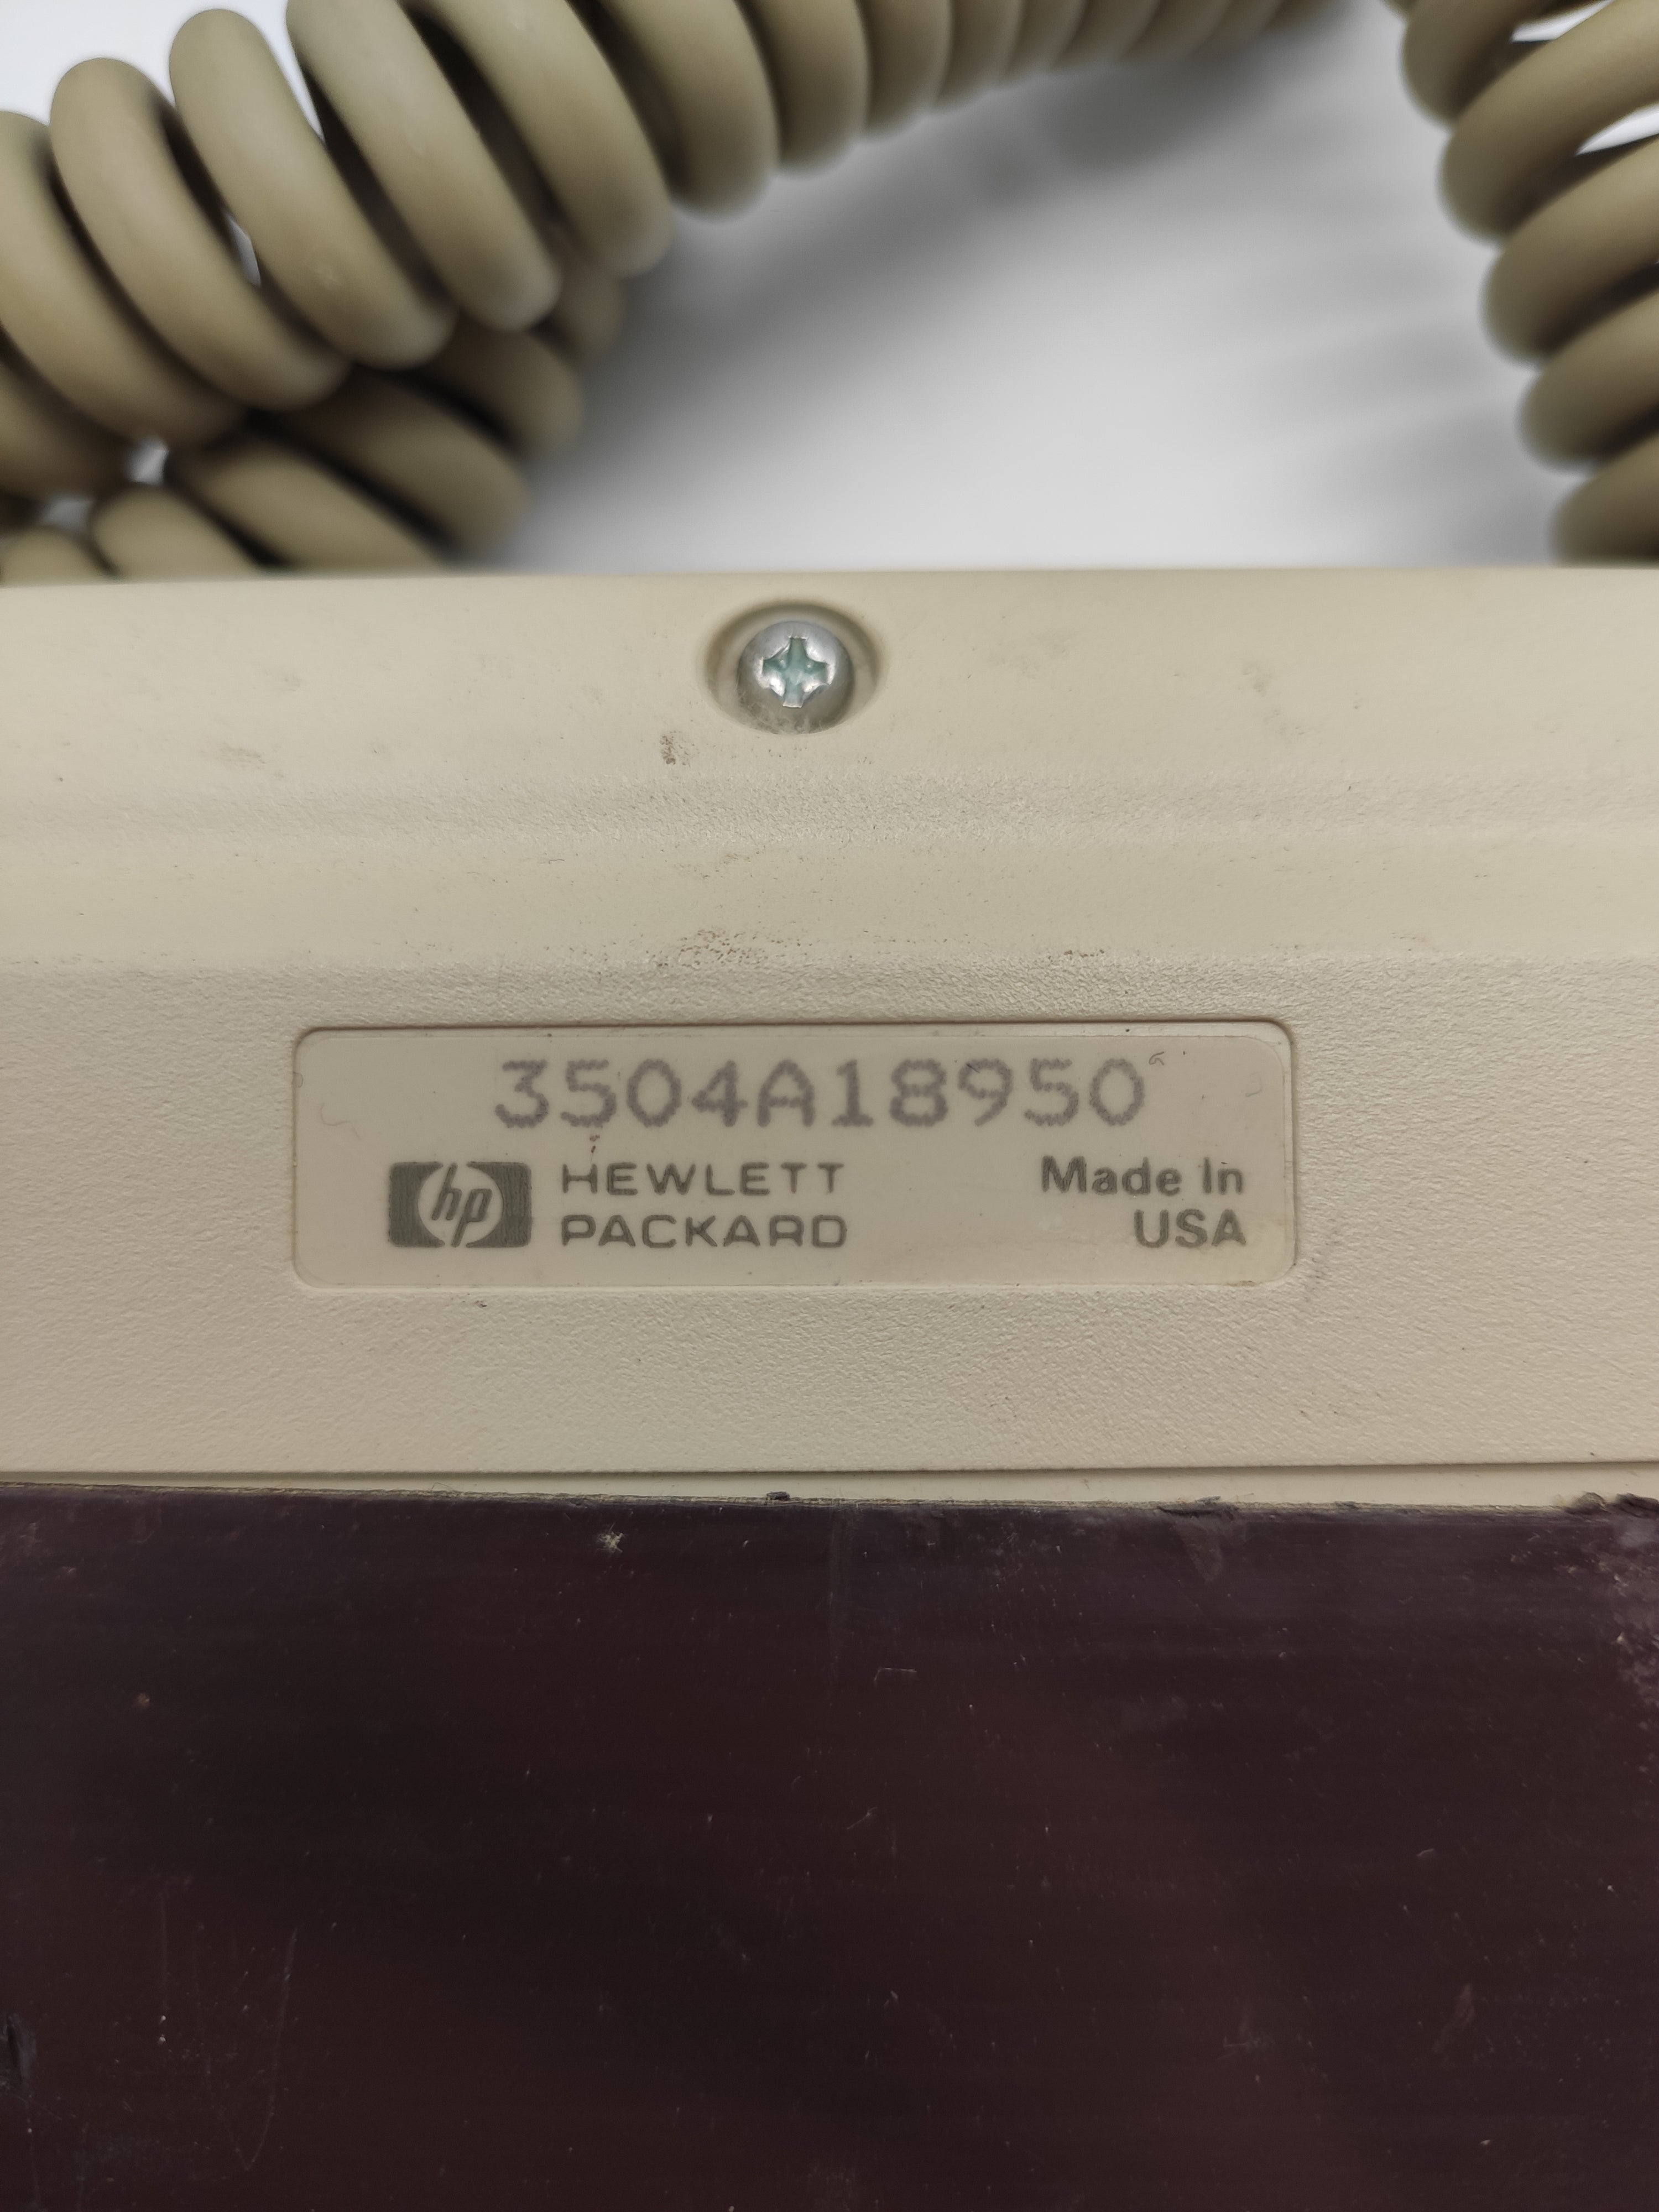 3504A18950
hp HEWLETT PACKARD
Made In USA